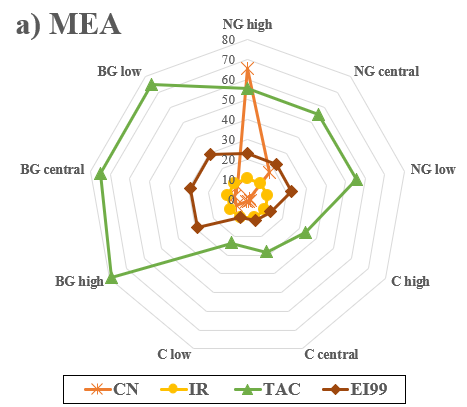 a) MEA
NG high
80
70
60
50
40
30
20
10
0
NG central
NG low
C high
C central
C low
BG high
BG central
BG low
CN IR TAC EI99